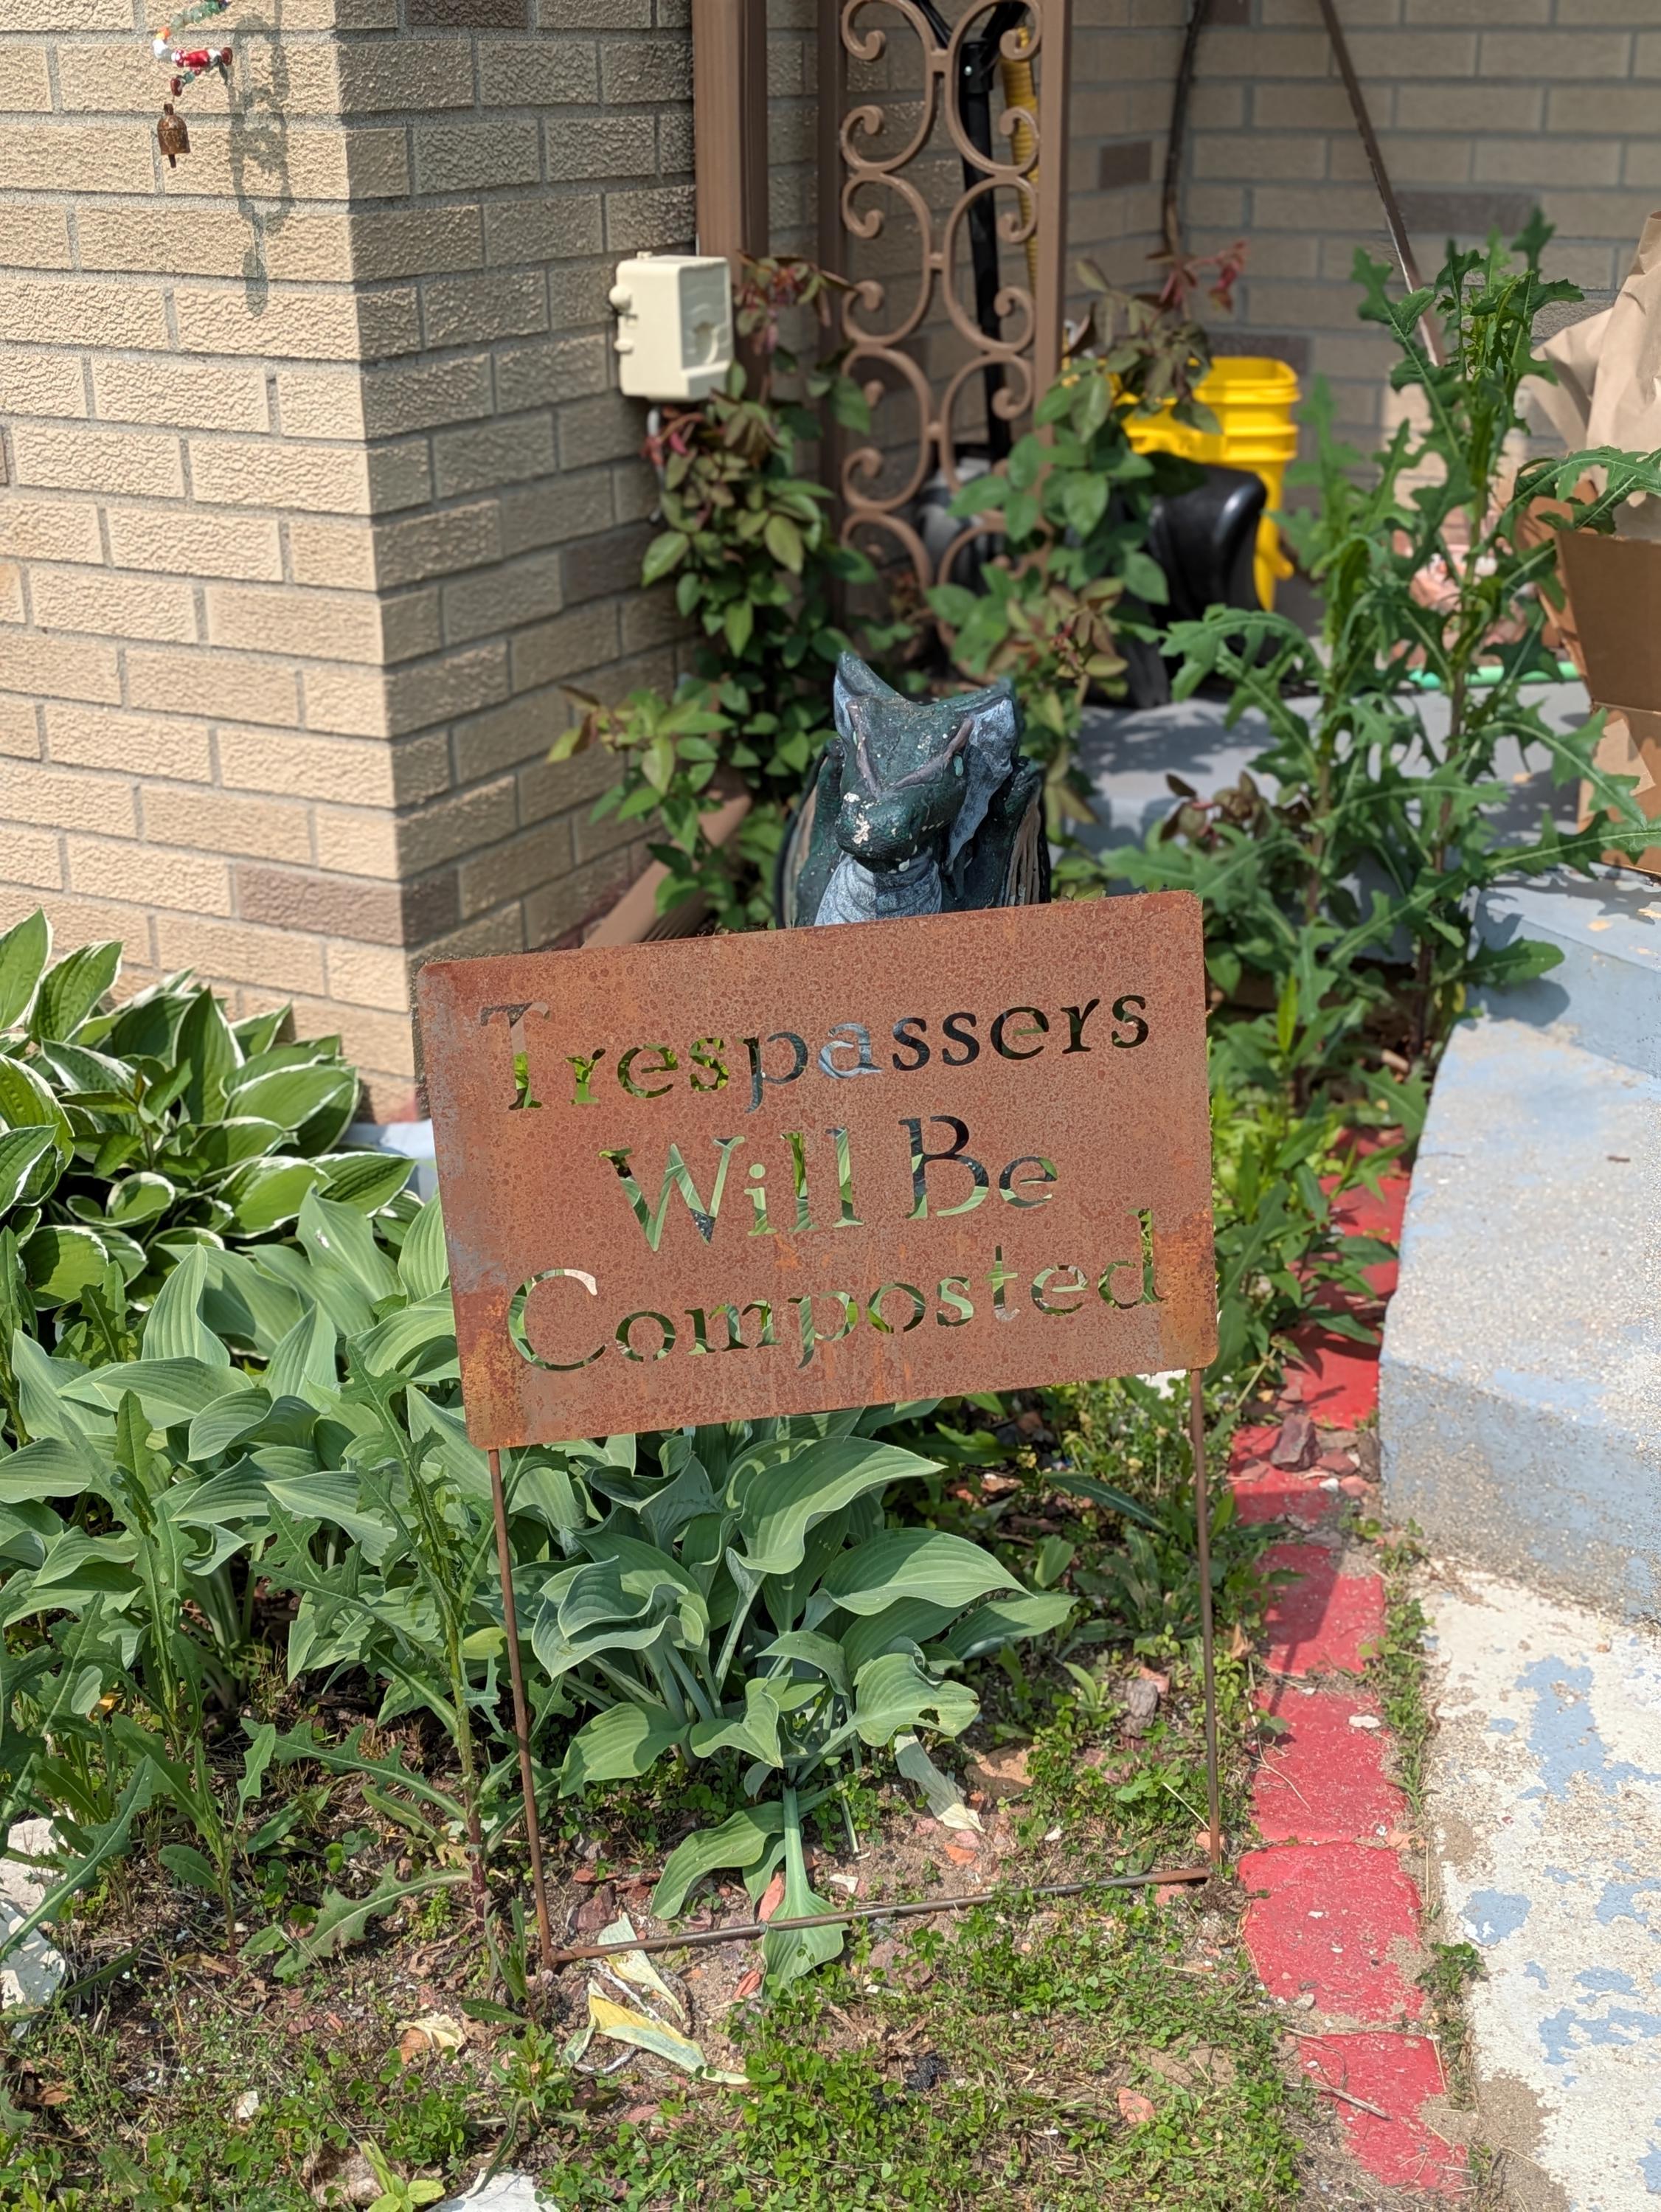 Trespassers
Will Be
Composted